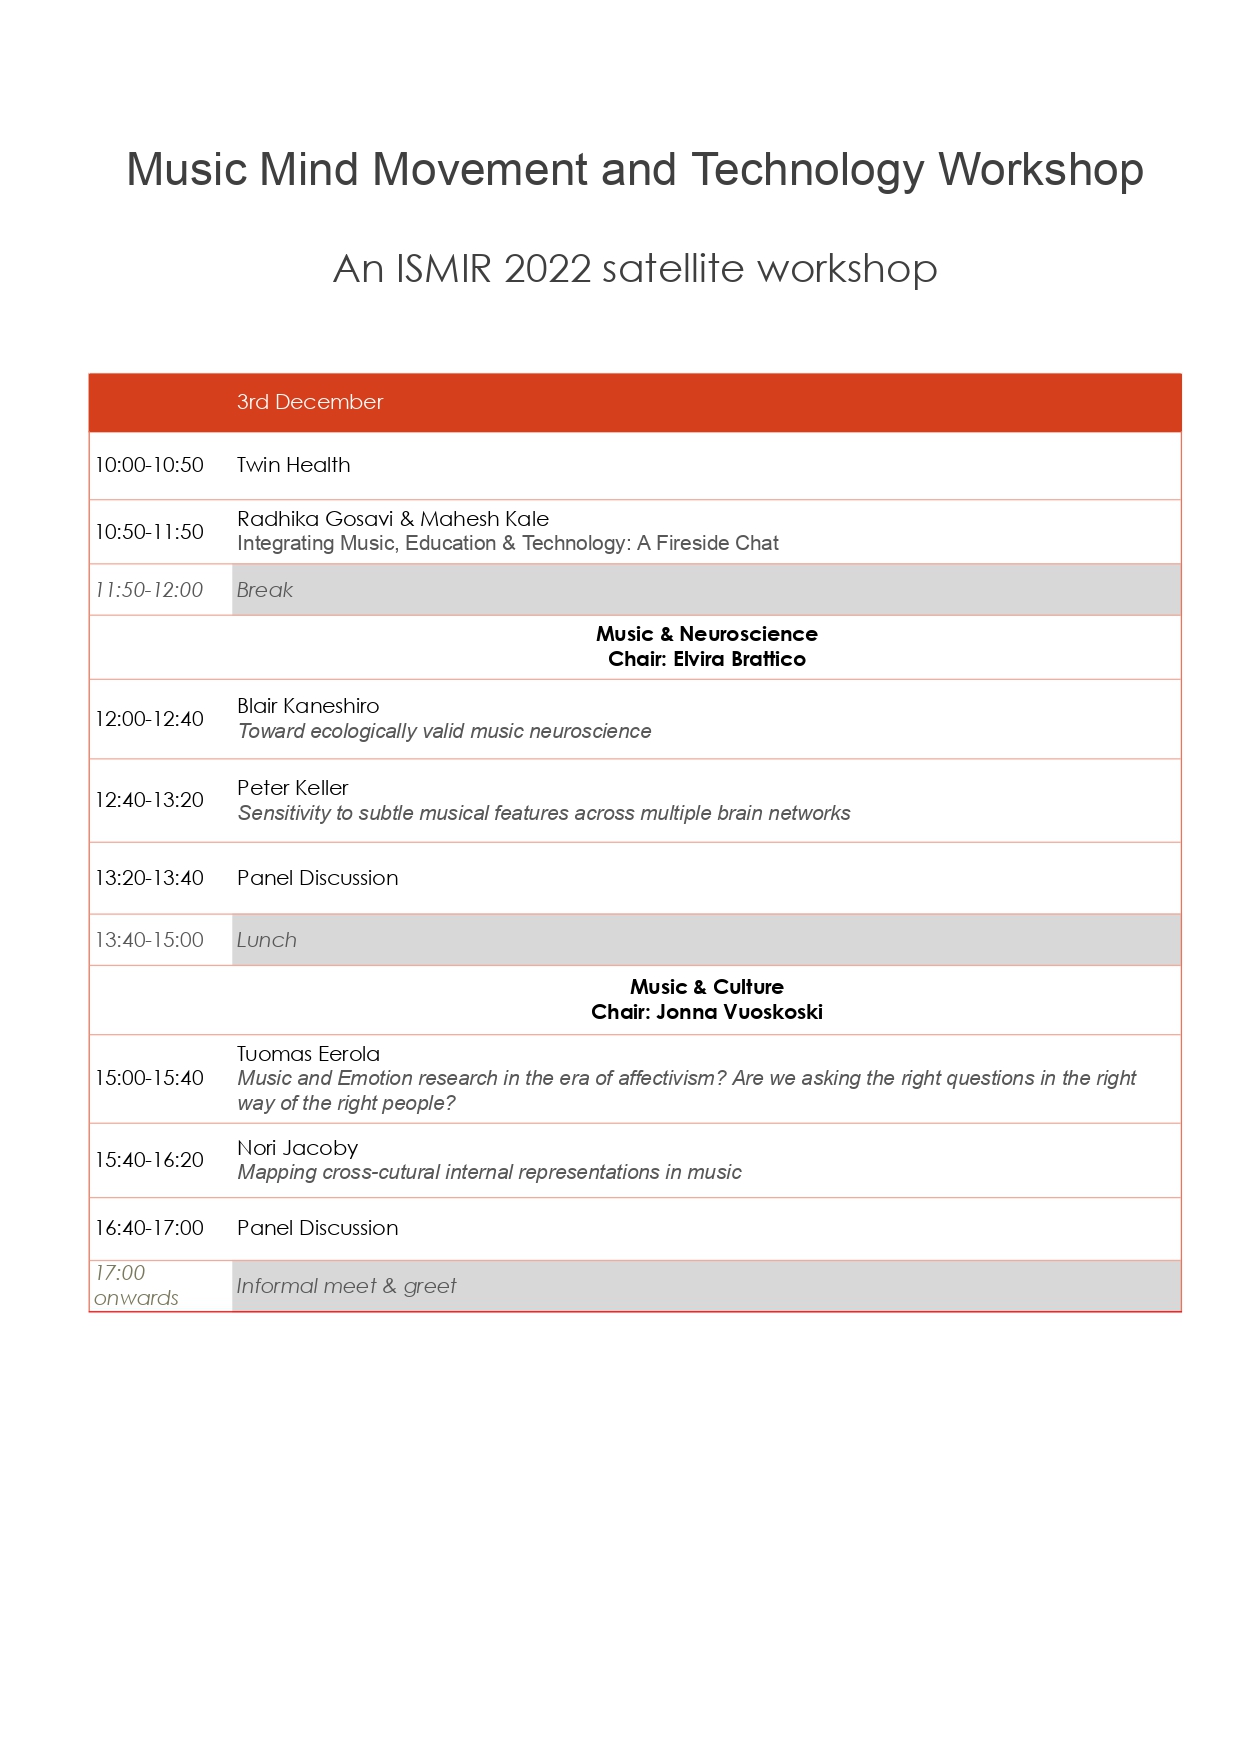 Music Mind Movement and Technology Workshop
An ISMIR 2022 satellite workshop
3rd December
10:00-10:50 Twin Health
10:50-11:50 Radhika Gosavi & Mahesh Kale
Integrating Music, Education & Technology: A Fireside Chat
11:50-12:00 Break
Music & Neuroscience
Chair: Elvira Brattico
12:00-12:40 Blair Kaneshiro
Toward ecologically valid music neuroscience
12:40-13:20 Peter Keller
Sensitivity to subtle musical features across multiple brain networks
13:20-13:40 Panel Discussion
13:40-15:00 Lunch
Music & Culture
Chair: Jonna Vuoskoski
15:00-15:40 Tuomas Eerola
Music and Emotion research in the era of affectivism? Are we asking the right questions in the right
way of the right people?
15:40-16:20 Nori Jacoby
Mapping cross-cutural internal representations in music
16:40-17:00 Panel Discussion
17:00
onwards
Informal meet & greet